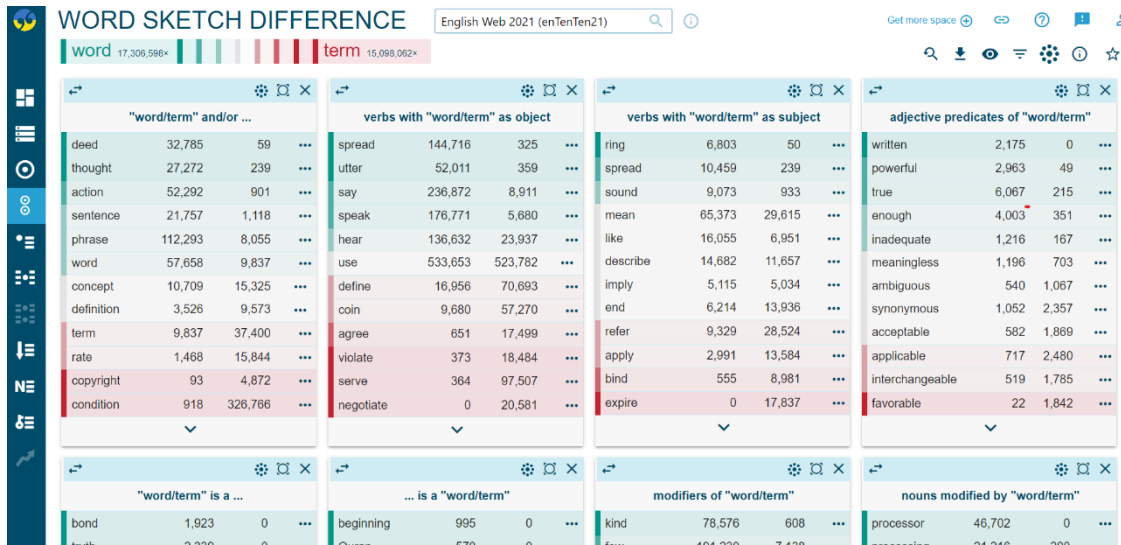 WORD SKETCH DIFFERENCE
English Web 2021 (enTenTen21)
Get more space
word 17,306,596×
term 15,098,062×
"word/term" and/or ...
deed 32,785 59
thought 27,272 239
action 52,292 901
sentence 21,757 1,118
phrase 112,293 8,055
word 57,658 9,837
concept 10,709 15,325
definition 3,526 9,573
term 9,837 37,400
rate 1,468 15,844
copyright 93 4,872
condition 918 326,766
verbs with "word/term" as object
spread 144,716 325
utter 52,011 359
say 236,872 8,911
speak 176,771 5,680
hear 136,632 23,937
use 533,653 523,782
define 16,956 70,693
coin 9,680 57,270
agree 651 17,499
violate 373 18,484
serve 364 97,507
negotiate 0 20,581
verbs with "word/term" as subject
ring 6,803 50
spread 10,459 239
sound 9,073 933
mean 65,373 29,615
like 16,055 6,951
describe 14,682 11,657
imply 5,115 5,034
end 6,214 13,936
refer 9,329 28,524
apply 2,991 13,584
bind 555 8,981
expire 0 17,837
adjective predicates of "word/term"
written 2,175 0
powerful 2,963 49
true 6,067 215
enough 4,003 351
inadequate 1,216 167
meaningless 1,196 703
ambiguous 540 1,067
synonymous 1,052 2,357
acceptable 582 1,869
applicable 717 2,480
interchangeable 519 1,785
favorable 22 1,842
"word/term" is a ...
bond 1,923 0
... is a "word/term"
beginning 995 0
modifiers of "word/term"
kind 78,576 608
nouns modified by "word/term"
processor 46,702 0